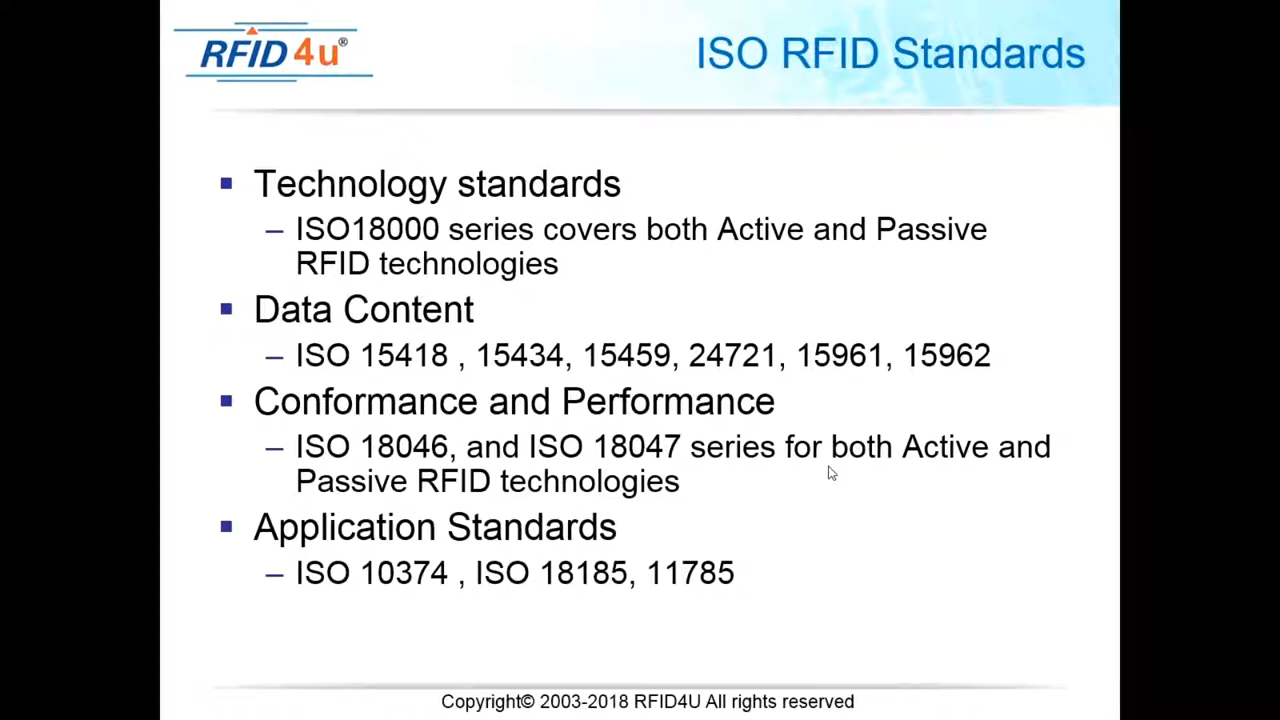 RFID4u®
ISO RFID Standards
Technology standards
– ISO18000 series covers both Active and Passive
RFID technologies
Data Content
– ISO 15418 , 15434, 15459, 24721, 15961, 15962
Conformance and Performance
– ISO 18046, and ISO 18047 series for both Active and
Passive RFID technologies
Application Standards
– ISO 10374 , ISO 18185, 11785
Copyright© 2003-2018 RFID4U All rights reserved